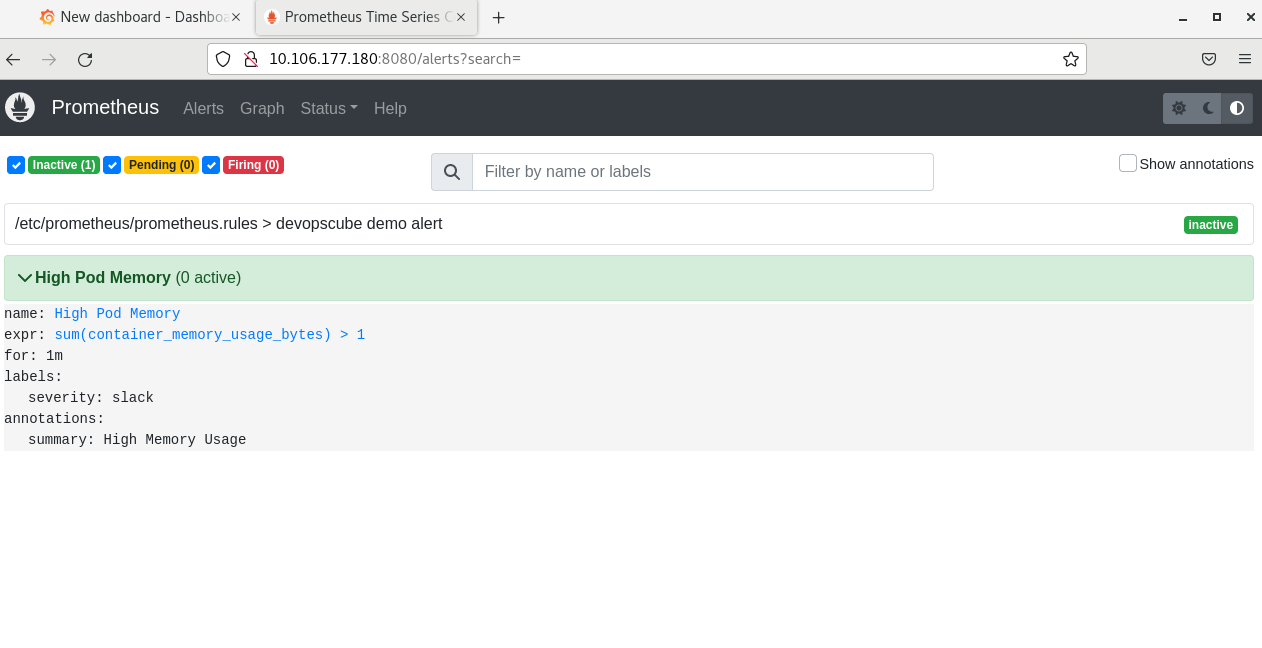 New dashboard - Dashboa
Prometheus Time Series C
10.106.177.180:8080/alerts?search=
Prometheus Alerts Graph Status Help
Inactive (1) Pending (0) Firing (0)
Filter by name or labels
Show annotations
/etc/prometheus/prometheus.rules > devopscube demo alert
inactive
High Pod Memory (0 active)
name: High Pod Memory
expr: sum(container_memory_usage_bytes) > 1
for: 1m
labels:
severity: slack
annotations:
summary: High Memory Usage